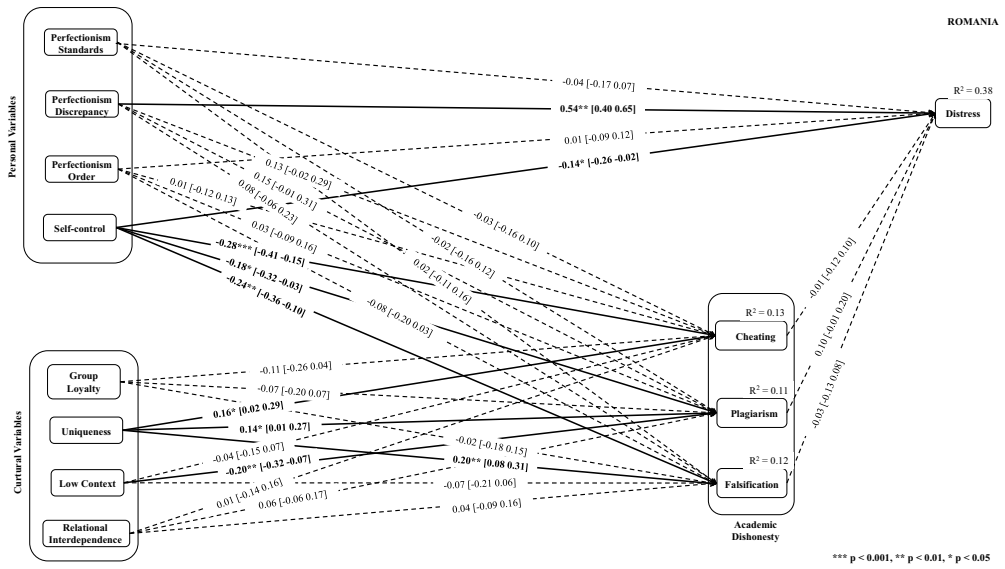 ROMANIA
Personal Variables
Perfectionism
Standards
Perfectionism
Discrepancy
Perfectionism
Order
Self-control
-0.04 [-0.17 0.07]
0.54** [0.40 0.65]
0.01 [-0.09 0.12]
-0.14* [-0.26 -0.02]
R² = 0.38
Distress
0.13 [-0.02 0.29]
0.15 [-0.01 0.31]
0.08 [-0.06 0.23]
0.01 [-0.12 0.13]
0.03 [-0.09 0.16]
-0.03 [-0.16 0.10]
-0.02 [-0.16 0.12]
0.02 [-0.11 0.16]
-0.08 [-0.20 0.03]
-0.28*** [-0.41 -0.15]
-0.18* [-0.32 -0.03]
-0.24** [-0.36 -0.10]
-0.01 [-0.12 0.10]
0.10 [-0.01 0.20]
-0.03 [-0.13 0.08]
R² = 0.13
Cheating
R² = 0.11
Plagiarism
R² = 0.12
Falsification
Academic
Dishonesty
Curtural Variables
Group
Loyalty
Uniqueness
Low Context
Relational
Interdependence
-0.11 [-0.26 0.04]
-0.07 [-0.20 0.07]
0.16* [0.02 0.29]
0.14* [0.01 0.27]
-0.02 [-0.18 0.15]
0.20** [0.08 0.31]
-0.04 [-0.15 0.07]
-0.20** [-0.32 -0.07]
-0.07 [-0.21 0.06]
0.01 [-0.14 0.16]
0.06 [-0.06 0.17]
0.04 [-0.09 0.16]
*** p < 0.001, ** p < 0.01, * p < 0.05